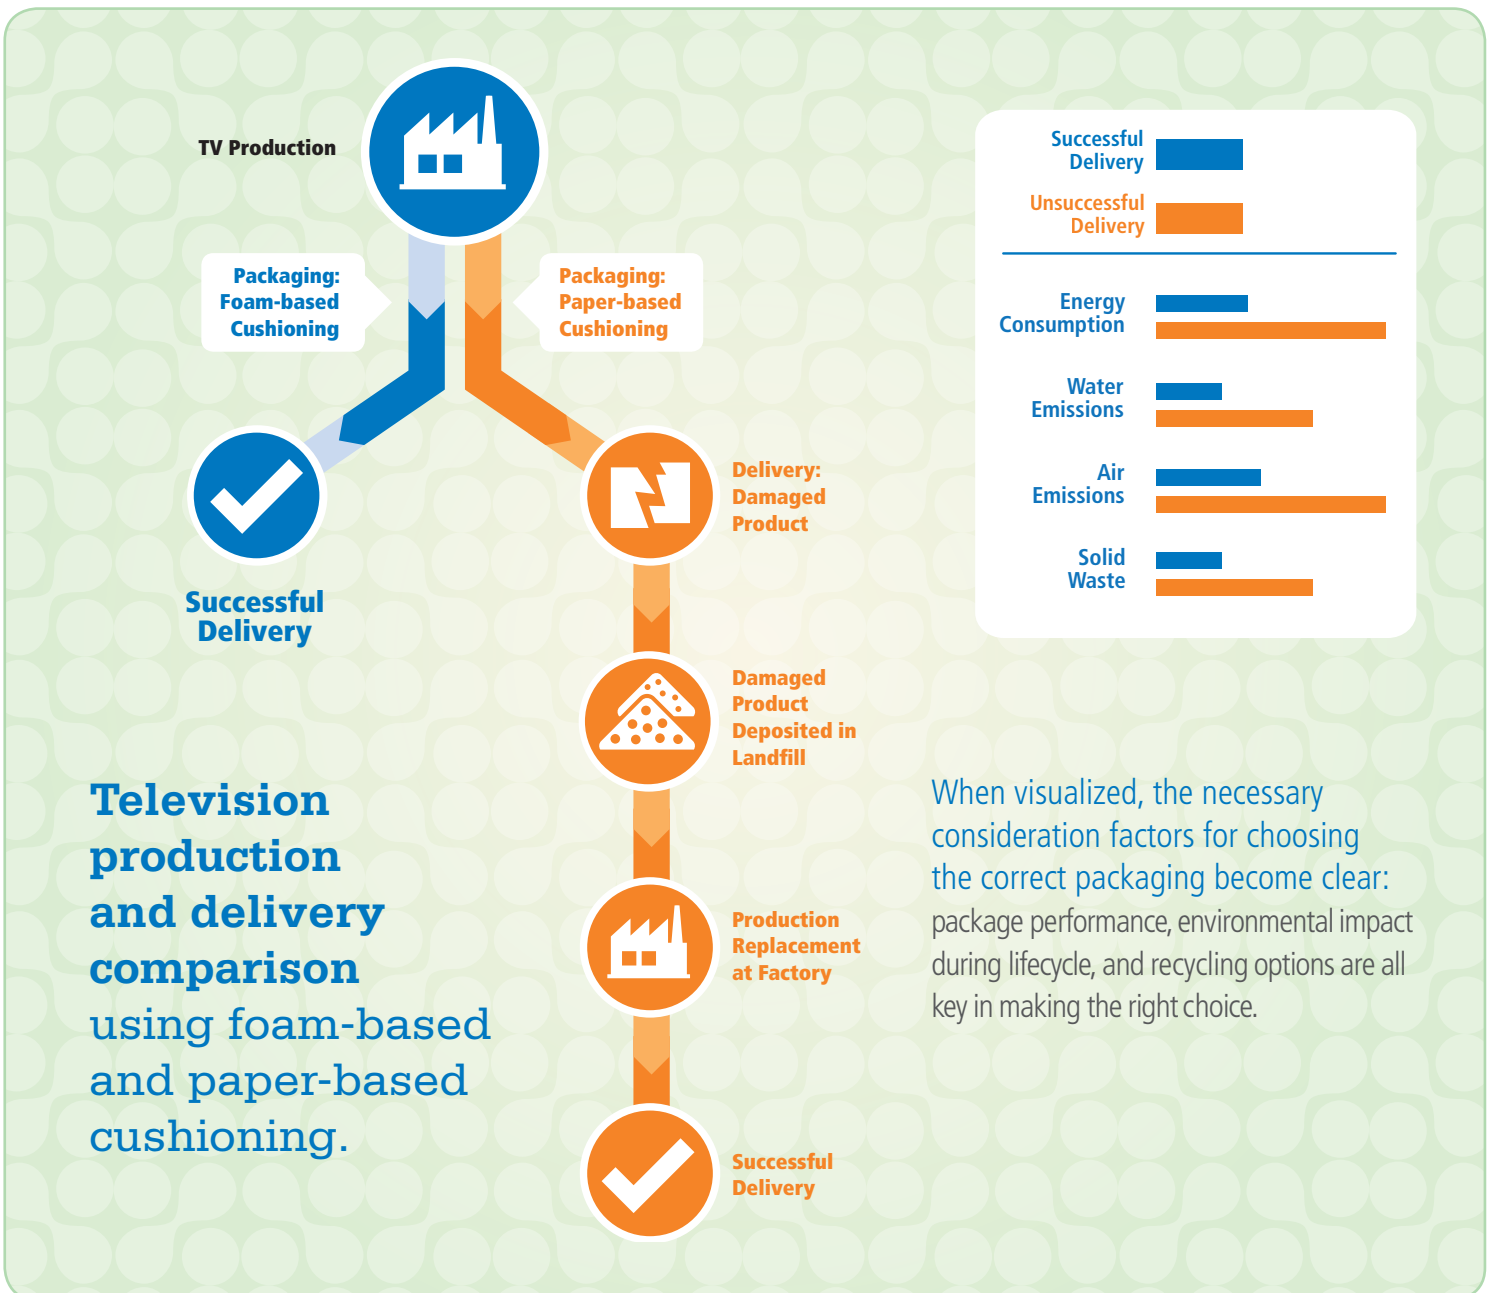 TV Production
Packaging:
Foam-based
Cushioning
Packaging:
Paper-based
Cushioning
Successful
Delivery
Delivery:
Damaged
Product
Damaged
Product
Deposited in
Landfill
Production
Replacement
at Factory
Successful
Delivery
Successful
Delivery
Unsuccessful
Delivery
Energy
Consumption
Water
Emissions
Air
Emissions
Solid
Waste
Television
production
and delivery
comparison
using foam-based
and paper-based
cushioning.
When visualized, the necessary
consideration factors for choosing
the correct packaging become clear:
package performance, environmental impact
during lifecycle, and recycling options are all
key in making the right choice.